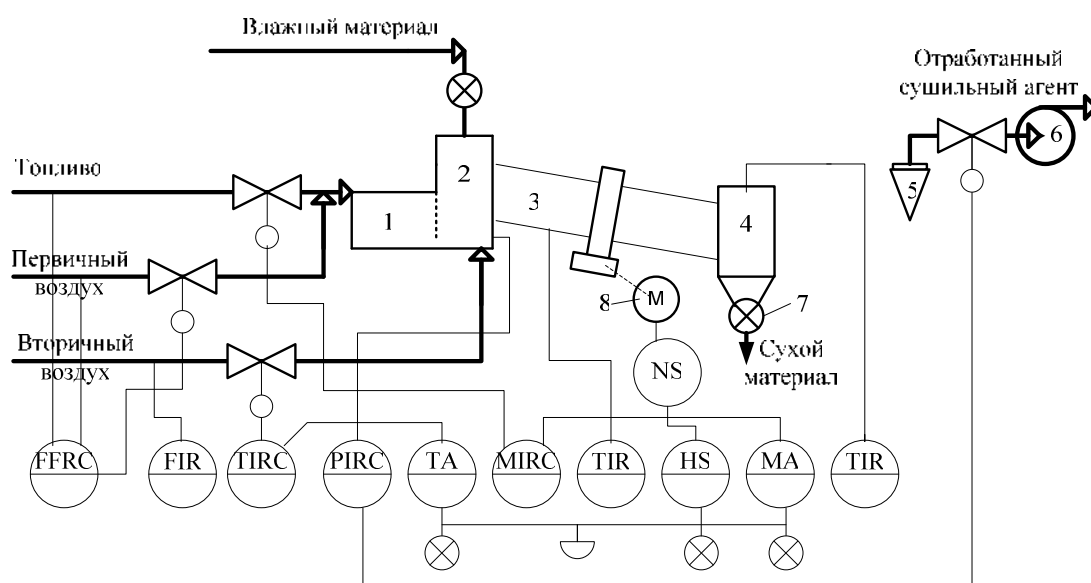 Влажный материал
Отработанный
сушильный агент
6
Топливо
2
5
1
3
4
Первичный
воздух
8
M
7
Вторичный
воздух
NS
Сухой
материал
FFRC
FIR
TIRC
PIRC
TA
MIRC
TIR
HS
MA
TIR